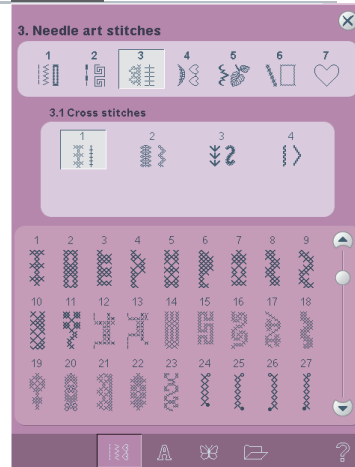 3. Needle art stitches
1 2 3 4 5 6 7
3.1 Cross stitches
1 2 3 4
1 2 3 4 5 6 7 8 9
10 11 12 13 14 15 16 17 18
19 20 21 22 23 24 25 26 27
A
?